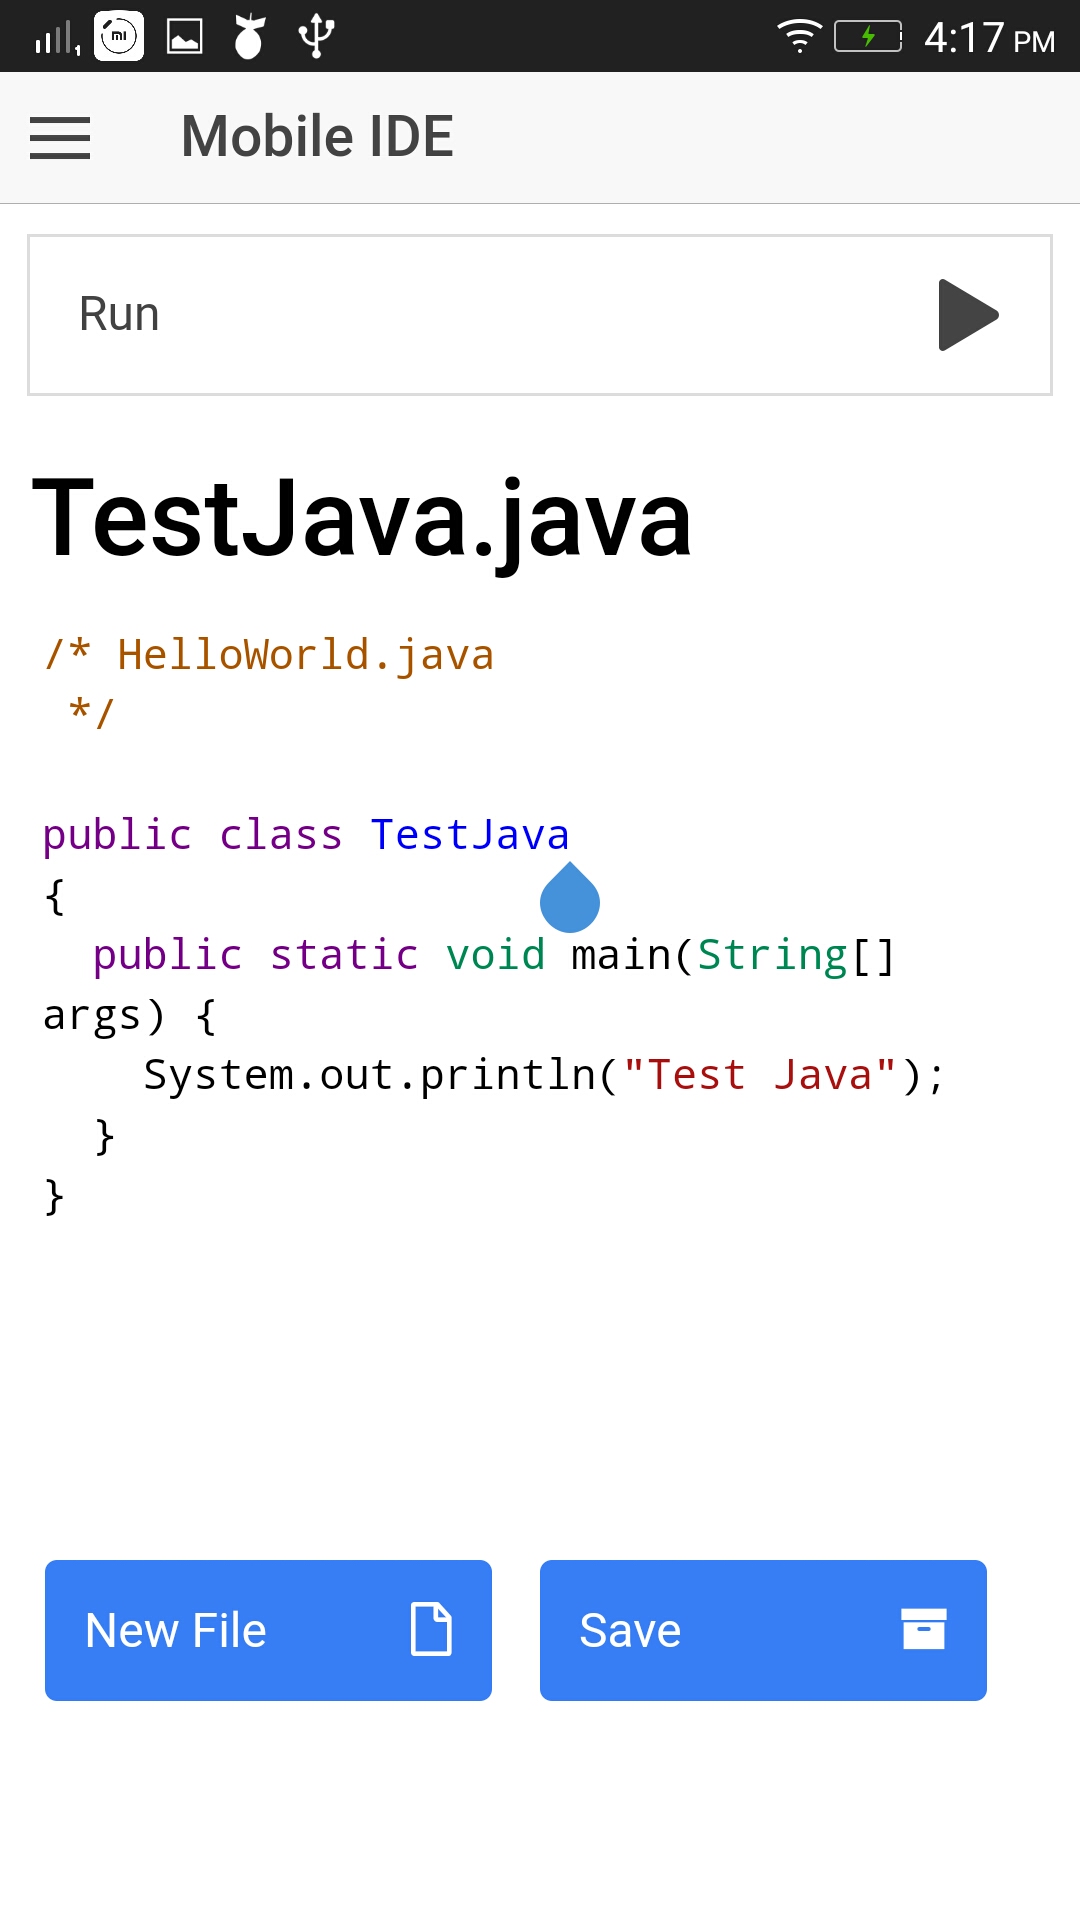 4:17 PM
Mobile IDE
Run
TestJava.java
/* HelloWorld.java
 */
public class TestJava
{
  public static void main(String[]
args) {
    System.out.println("Test Java");
  }
}
New File
Save